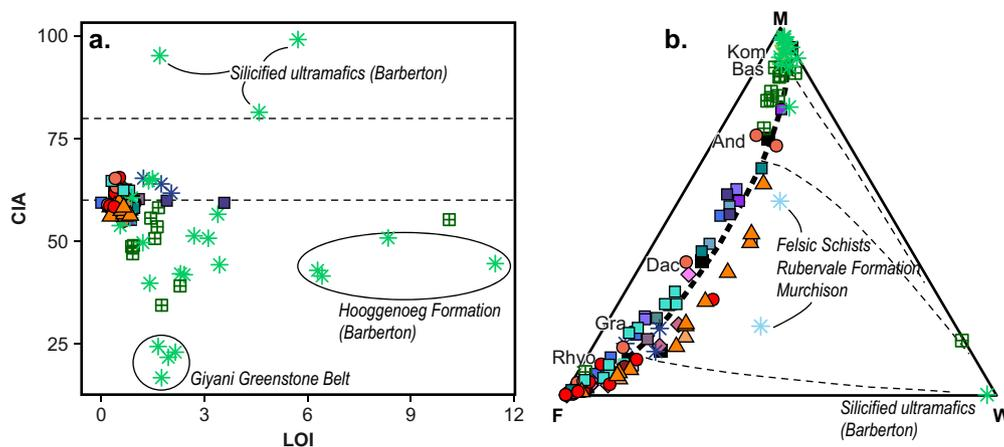 a.
100
75
50
25
CIA
0
3
6
9
12
LOI
Silicified ultramafics (Barberton)
Hooggenoeg Formation
(Barberton)
Giyani Greenstone Belt
b.
M
Kom
Bas
And
Dac
Gra
Rhyo
F
W
Felsic Schists
Rubervale Formation
Murchison
Silicified ultramafics
(Barberton)